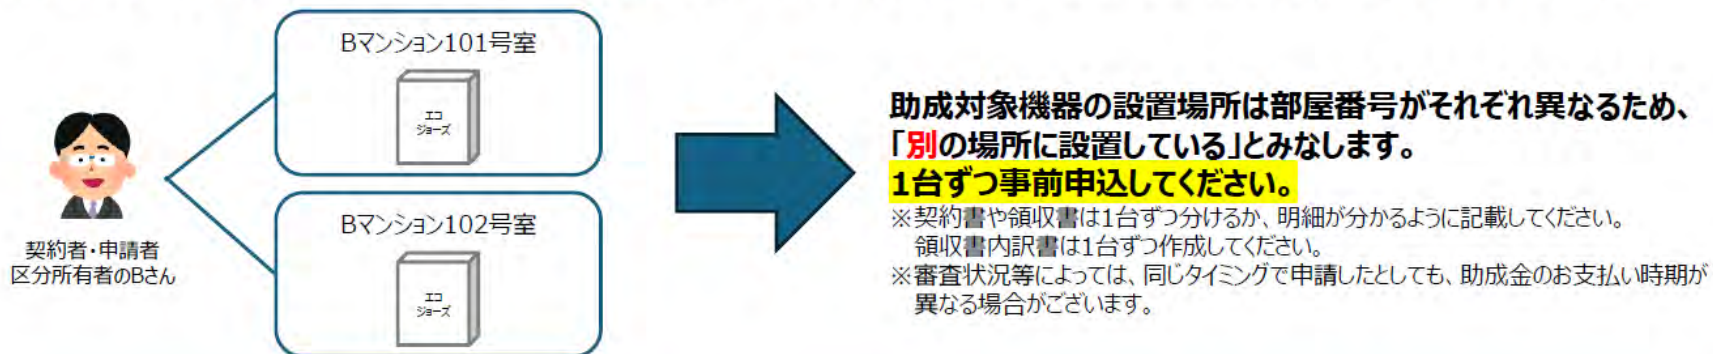 Bマンション101号室
エコ
ジョーズ
Bマンション102号室
エコ
ジョーズ
契約者・申請者
区分所有者のBさん
助成対象機器の設置場所は部屋番号がそれぞれ異なるため、
「別の場所に設置している」とみなします。
1台ずつ事前申込してください。
※契約書や領収書は1台ずつ分けるか、明細が分かるように記載してください。
領収書内訳書は1台ずつ作成してください。
※審査状況等によっては、同じタイミングで申請したとしても、助成金のお支払い時期が
異なる場合がございます。